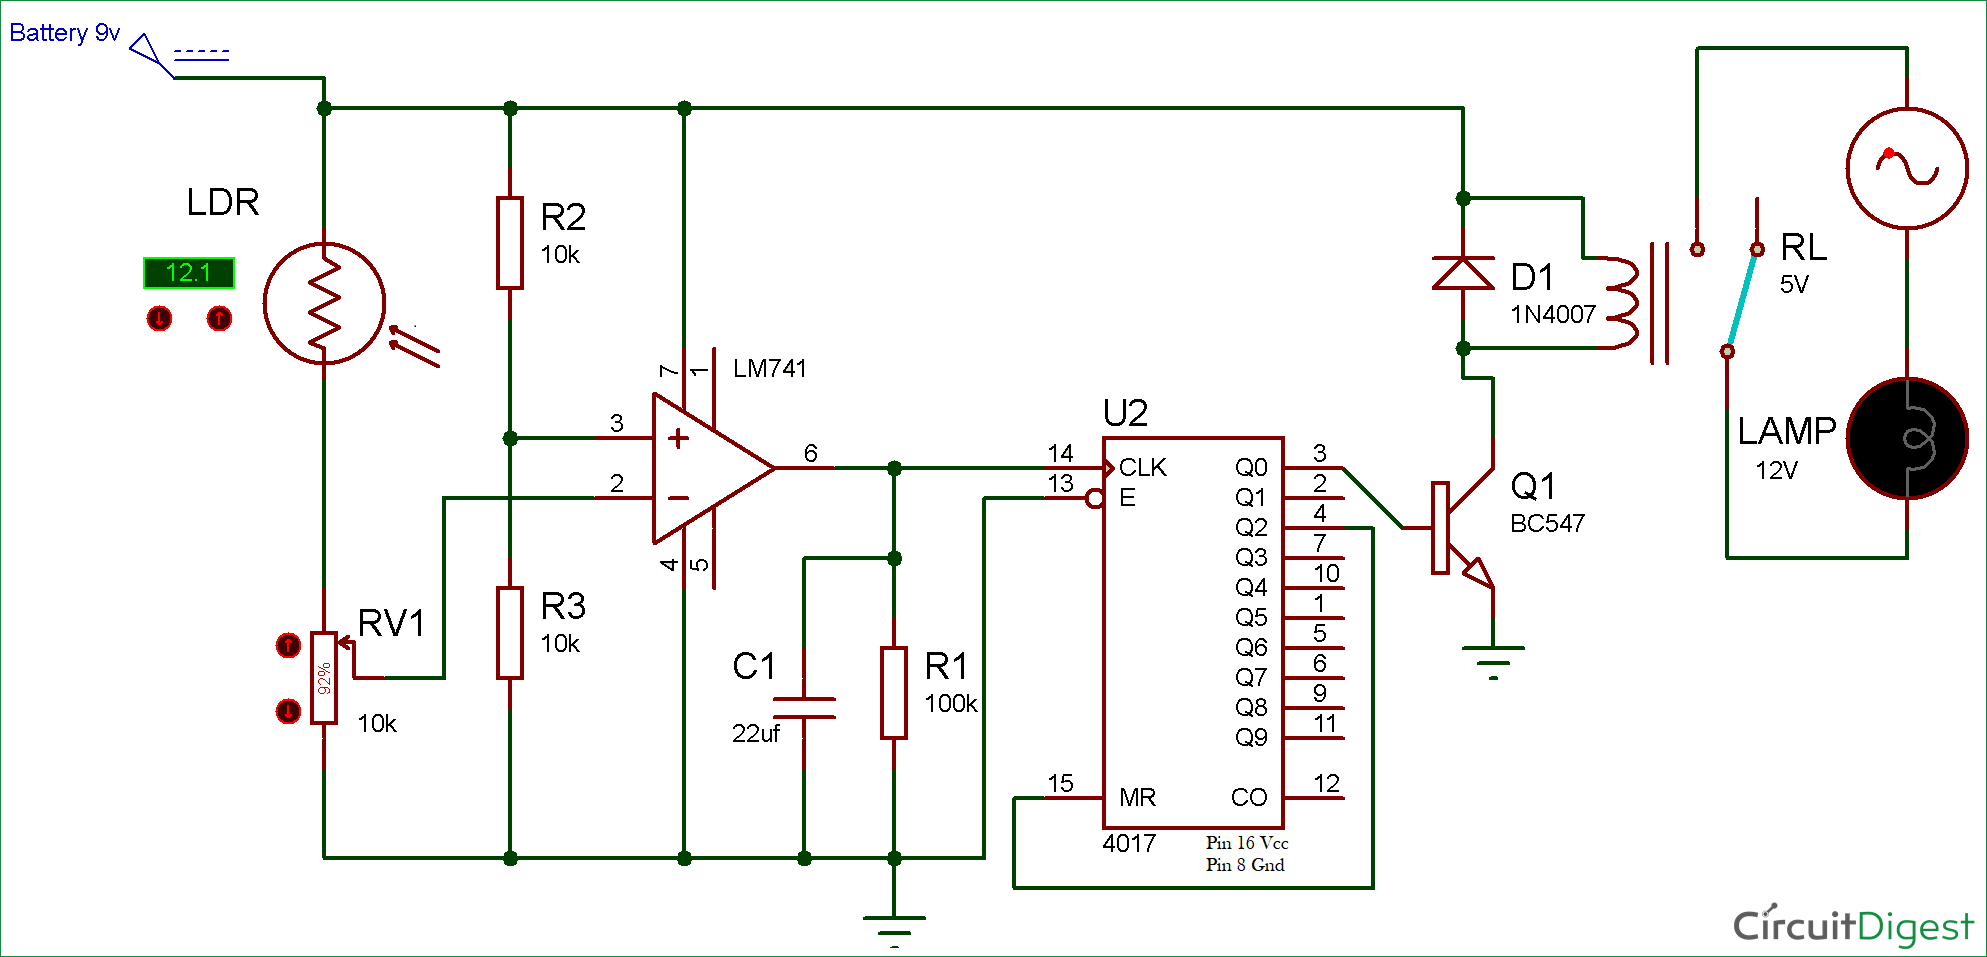 Battery 9v
LDR
12.1
R2
10k
7
1
LM741
3
2
6
4
5
R3
10k
RV1
92%
10k
C1
22uf
R1
100k
U2
14
CLK
13
E
15
MR
Q0
3
Q1
2
Q2
4
Q3
7
Q4
10
Q5
1
Q6
5
Q7
6
Q8
9
Q9
11
CO
12
4017
Pin 16 Vcc
Pin 8 Gnd
D1
1N4007
Q1
BC547
RL
5V
LAMP
12V
CircuitDigest